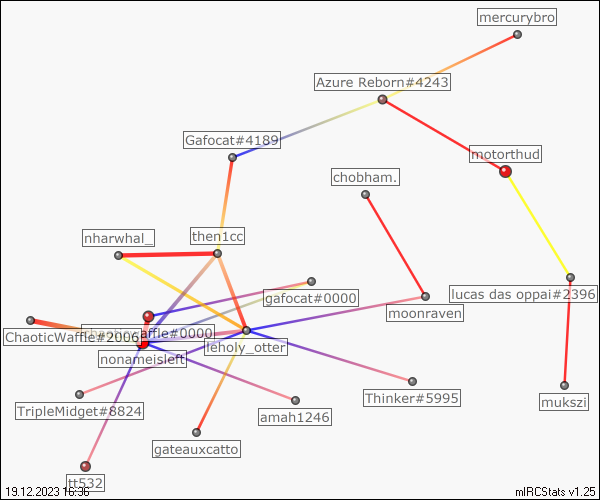 mercurybro
Azure Reborn#4243
Gafocat#4189
motorthud
chobham.
nharwhal_
then1cc
gafocat#0000
lucas das oppai#2396
moonraven
ChaoticWaffle#2006
affle#0000
leholy_otter
nonameisleft
Thinker#5995
mukszi
TripleMidget#8824
amah1246
gateauxcatto
tt532
19.12.2023 16:36
mIRCStats v1.25